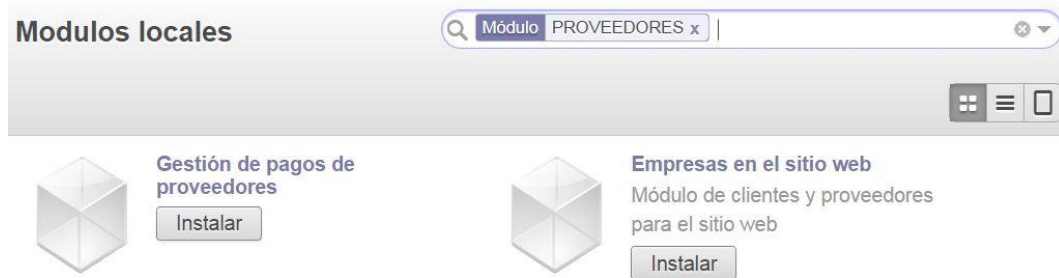 Modulos locales
Módulo PROVEEDORES x
Gestión de pagos de
proveedores
Instalar
Empresas en el sitio web
Módulo de clientes y proveedores
para el sitio web
Instalar